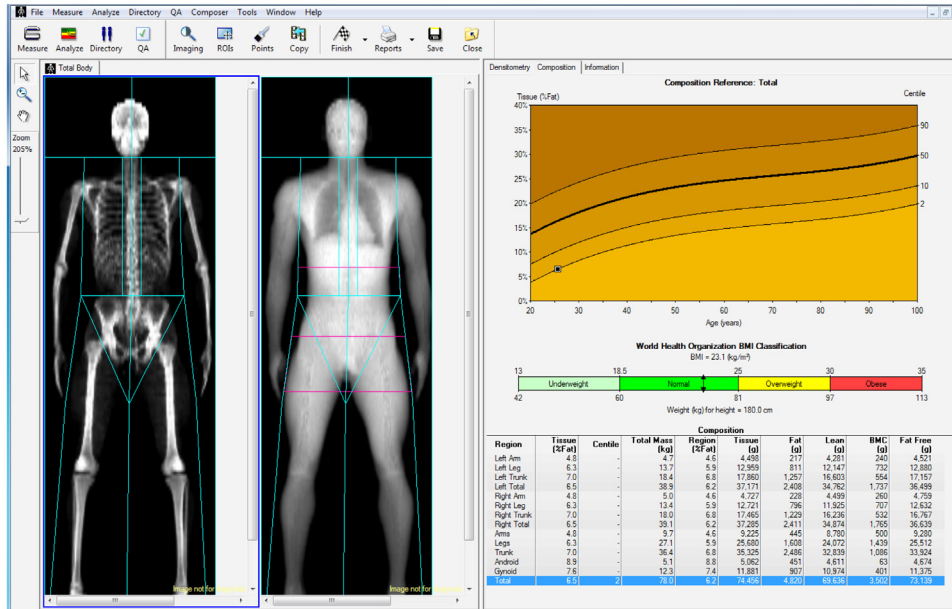 File Measure Analyze Directory QA Composer Tools Window Help
Measure Analyze Directory QA Imaging ROIs Points Copy Finish Reports Save Close
Total Body
Densitometry Composition Information
Zoom
205%
Composition Reference: Total
Tissue (%Fat) Centile
40%
35%
30%
25%
20%
15%
10%
5%
0%
90
50
10
2
20 30 40 50 60 70 80 90 100
Age (years)
World Health Organization BMI Classification
BMI = 23.1 (kg/m²)
13 18.5 25 30 35
Underweight Normal Overweight Obese
42 60 81 97 113
Weight (kg) for height = 180.0 cm
Composition
Region Tissue (%Fat) Centile Total Mass (kg) Region (%Fat) Tissue (g) Fat (g) Lean (g) BMC (g) Fat Free (g)
Left Arm 4.8 - 4.7 4.6 4,498 217 4,281 240 4,521
Left Leg 6.3 - 13.7 5.9 12,959 811 12,147 732 12,880
Left Trunk 7.0 - 18.4 6.8 17,860 1,257 16,603 554 17,157
Left Total 6.5 - 38.9 6.2 37,171 2,408 34,762 1,737 36,499
Right Arm 4.8 - 5.0 4.6 4,727 228 4,499 260 4,759
Right Leg 6.3 - 13.4 5.9 12,721 796 11,925 707 12,632
Right Trunk 7.0 - 18.0 6.8 17,465 1,229 16,236 532 16,767
Right Total 6.5 - 39.1 6.2 37,285 2,411 34,874 1,765 36,639
Arms 4.8 - 9.7 4.6 9,225 445 8,780 500 9,280
Legs 6.3 - 27.1 5.9 25,680 1,608 24,072 1,439 25,512
Trunk 7.0 - 36.4 6.8 35,325 2,486 32,839 1,086 33,924
Android 8.9 - 5.1 8.8 5,062 451 4,611 63 4,674
Gynoid 7.6 - 12.3 7.4 11,881 907 10,974 401 11,375
Total 6.5 2 78.0 6.2 74,456 4,820 69,636 3,502 73,139
Image not for
Image not for